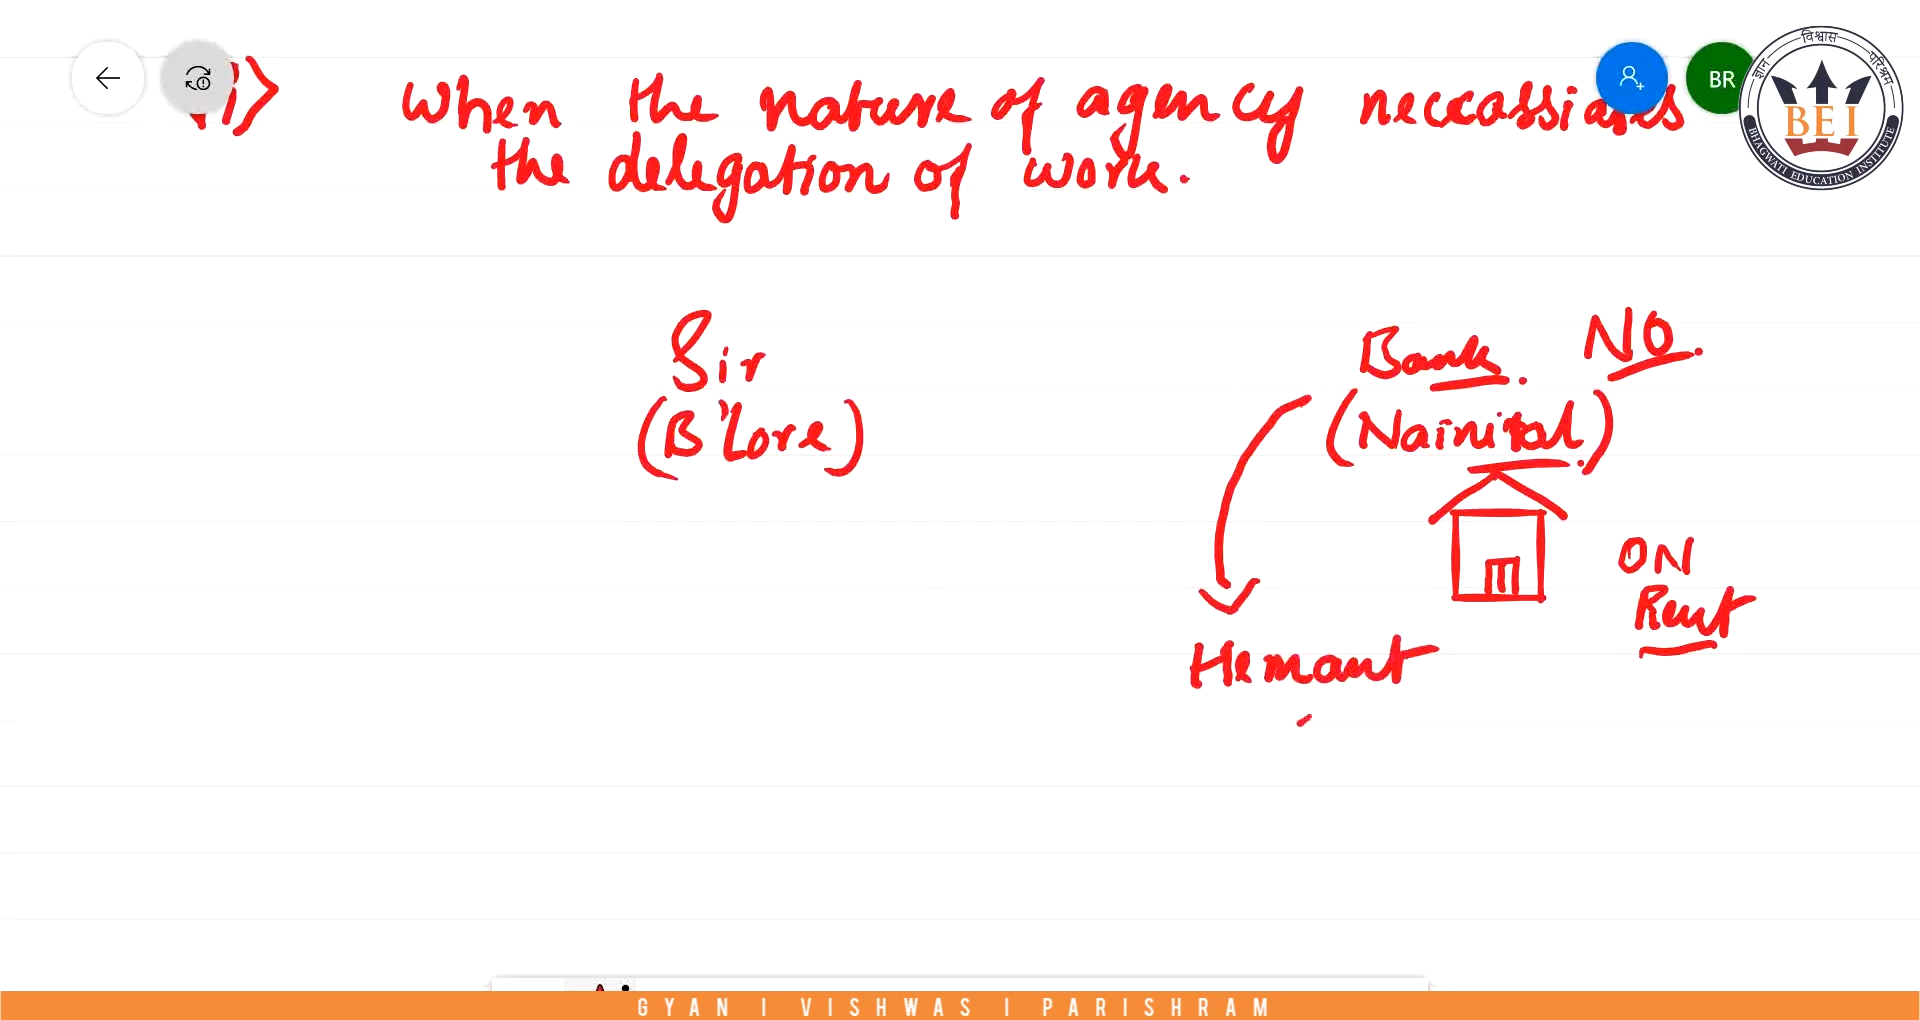 i>
When the nature of agency neccassiates
the delegation of work.
BR
विश्वास
ज्ञान
परिश्रम
BEI
BHAGWATI EDUCATION INSTITUTE
Sir
(B'lore)
Bank. NO.
(Nainital.)
ON
Rent
Hemant
GYAN I VISHWAS I PARISHRAM